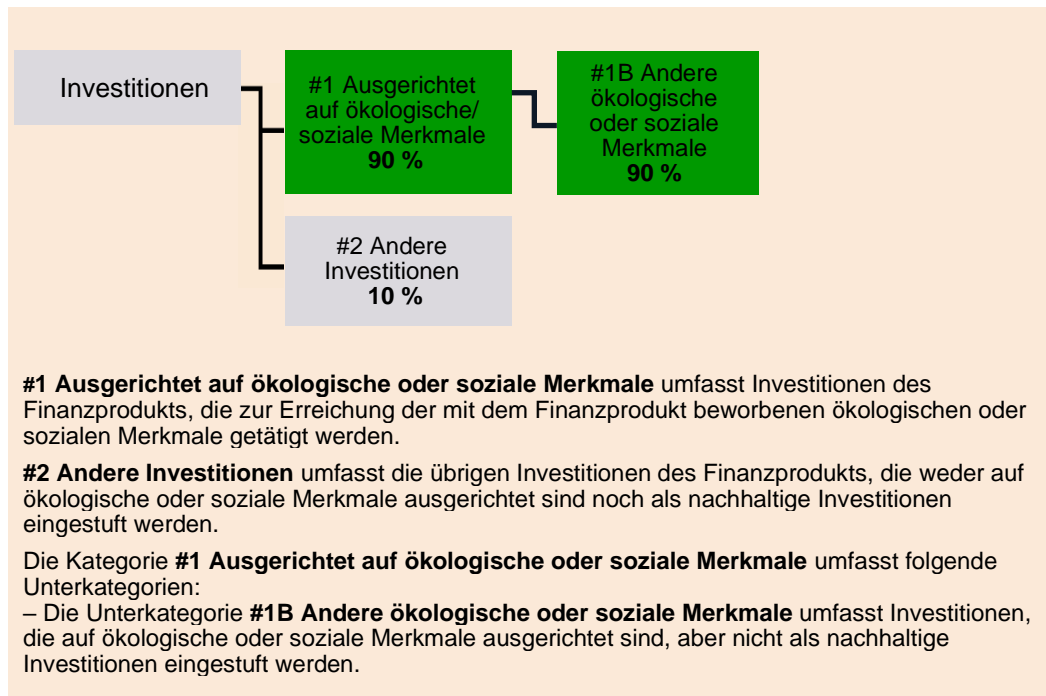 Investitionen
#1 Ausgerichtet
auf ökologische/
soziale Merkmale
90 %
#1B Andere
ökologische
oder soziale
Merkmale
90 %
#2 Andere
Investitionen
10 %
#1 Ausgerichtet auf ökologische oder soziale Merkmale umfasst Investitionen des
Finanzprodukts, die zur Erreichung der mit dem Finanzprodukt beworbenen ökologischen oder
sozialen Merkmale getätigt werden.
#2 Andere Investitionen umfasst die übrigen Investitionen des Finanzprodukts, die weder auf
ökologische oder soziale Merkmale ausgerichtet sind noch als nachhaltige Investitionen
eingestuft werden.
Die Kategorie #1 Ausgerichtet auf ökologische oder soziale Merkmale umfasst folgende
Unterkategorien:
– Die Unterkategorie #1B Andere ökologische oder soziale Merkmale umfasst Investitionen,
die auf ökologische oder soziale Merkmale ausgerichtet sind, aber nicht als nachhaltige
Investitionen eingestuft werden.